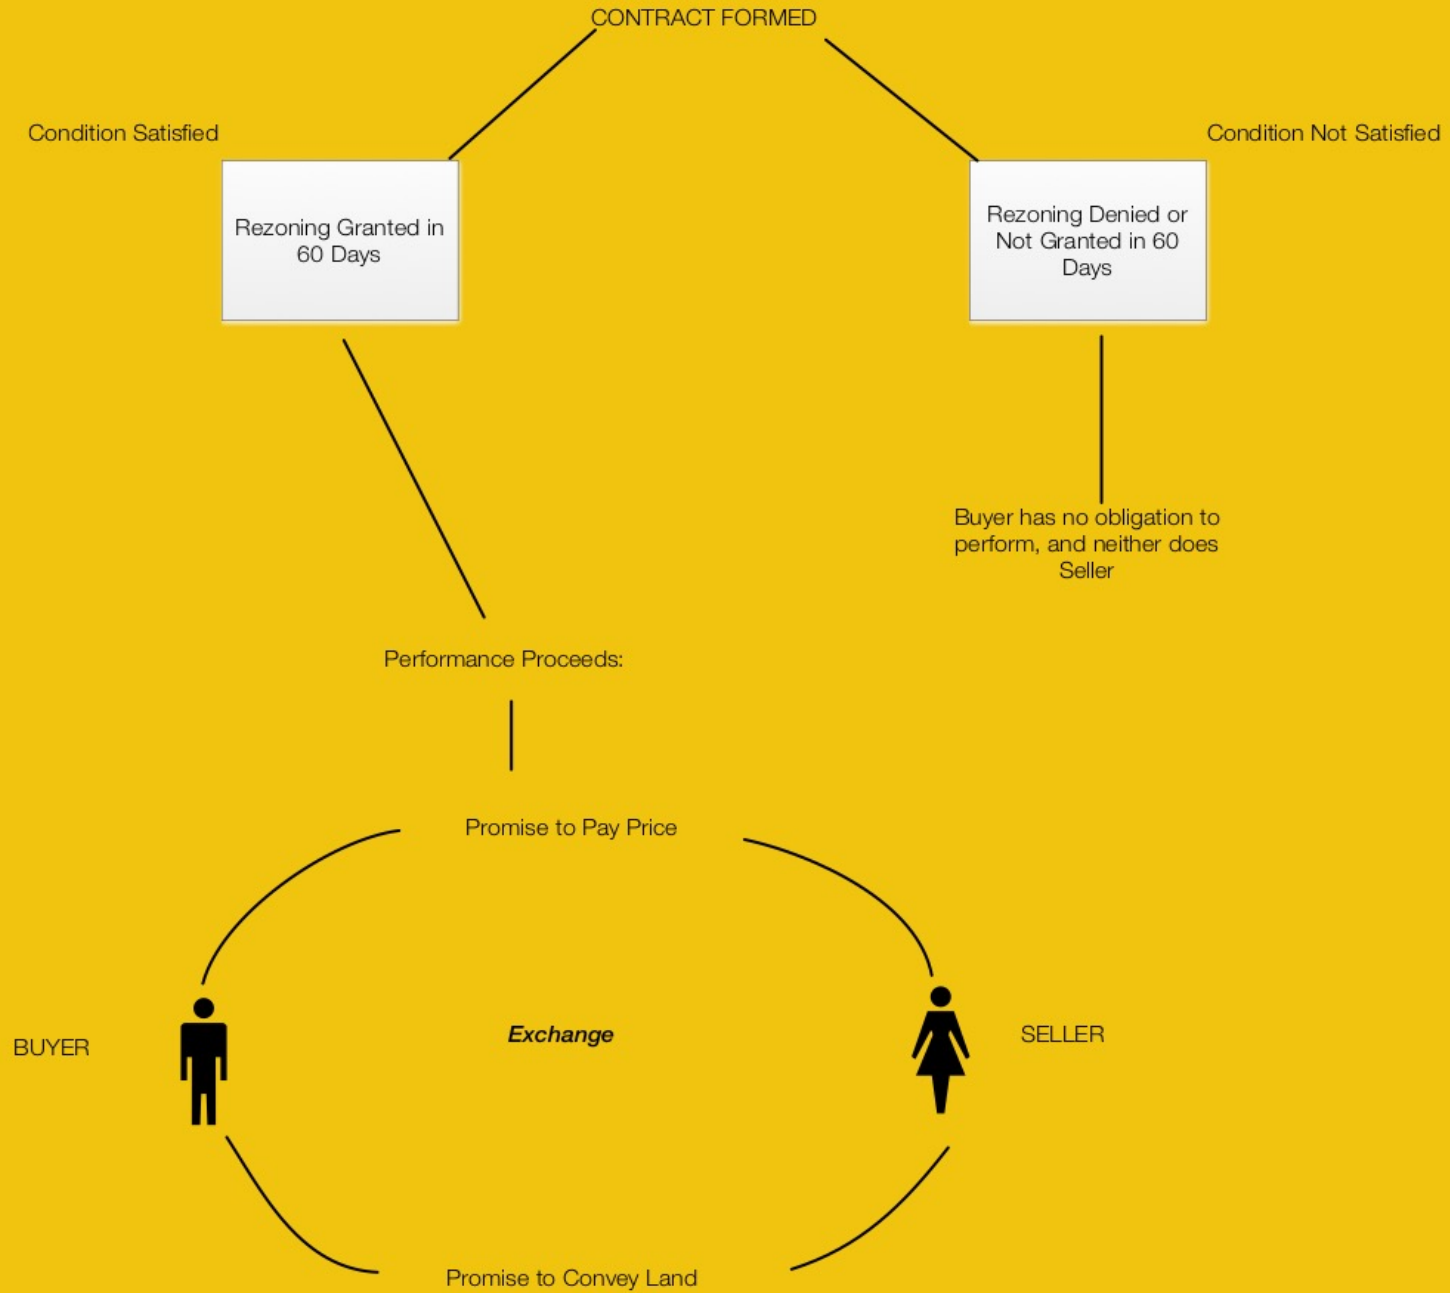 CONTRACT FORMED
Condition Satisfied
Condition Not Satisfied
Rezoning Granted in
60 Days
Rezoning Denied or
Not Granted in 60
Days
Buyer has no obligation to
perform, and neither does
Seller
Performance Proceeds:
Promise to Pay Price
BUYER
Exchange
SELLER
Promise to Convey Land